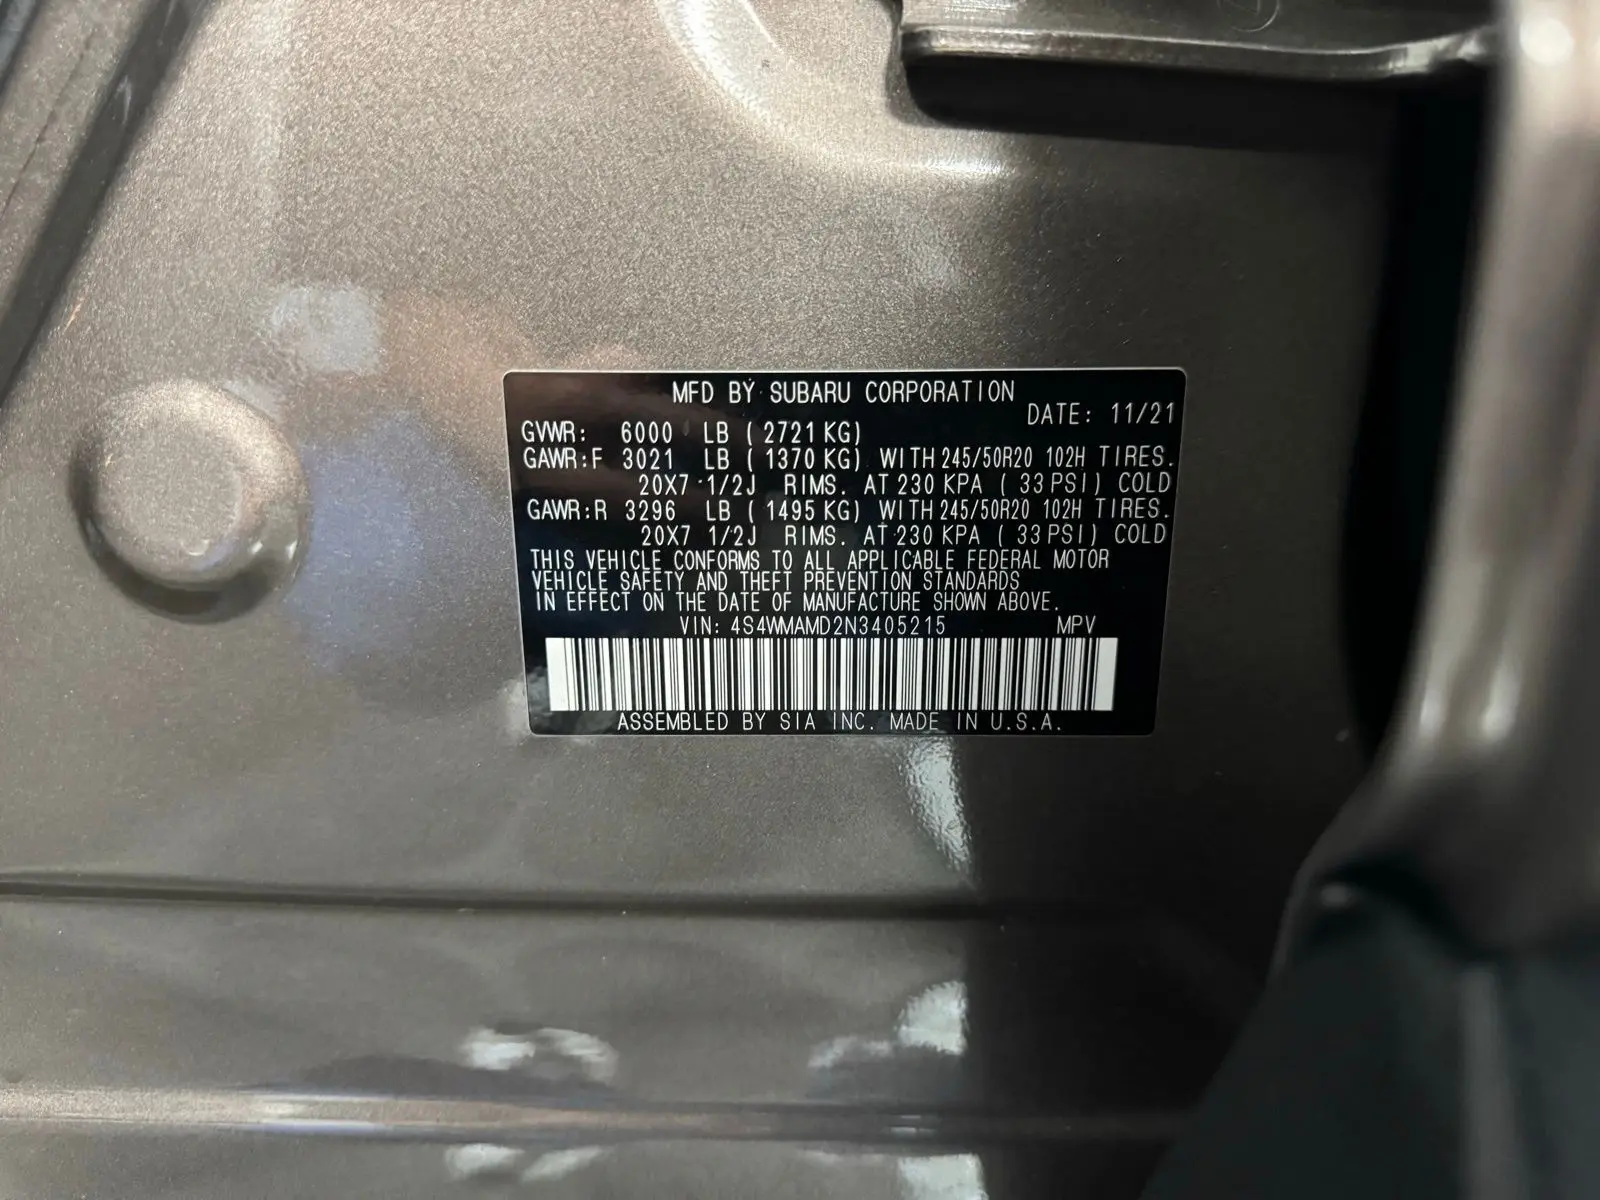 MFD BY SUBARU CORPORATION
DATE: 11/21
GVWR: 6000 LB ( 2721 KG)
GAWR:F 3021 LB ( 1370 KG) WITH 245/50R20 102H TIRES.
20X7 1/2J RIMS. AT 230 KPA ( 33 PSI) COLD
GAWR:R 3296 LB ( 1495 KG) WITH 245/50R20 102H TIRES.
20X7 1/2J RIMS. AT 230 KPA ( 33 PSI) COLD
THIS VEHICLE CONFORMS TO ALL APPLICABLE FEDERAL MOTOR
VEHICLE SAFETY AND THEFT PREVENTION STANDARDS
IN EFFECT ON THE DATE OF MANUFACTURE SHOWN ABOVE.
VIN: 4S4WMAMD2N3405215 MPV
ASSEMBLED BY SIA INC. MADE IN U.S.A.